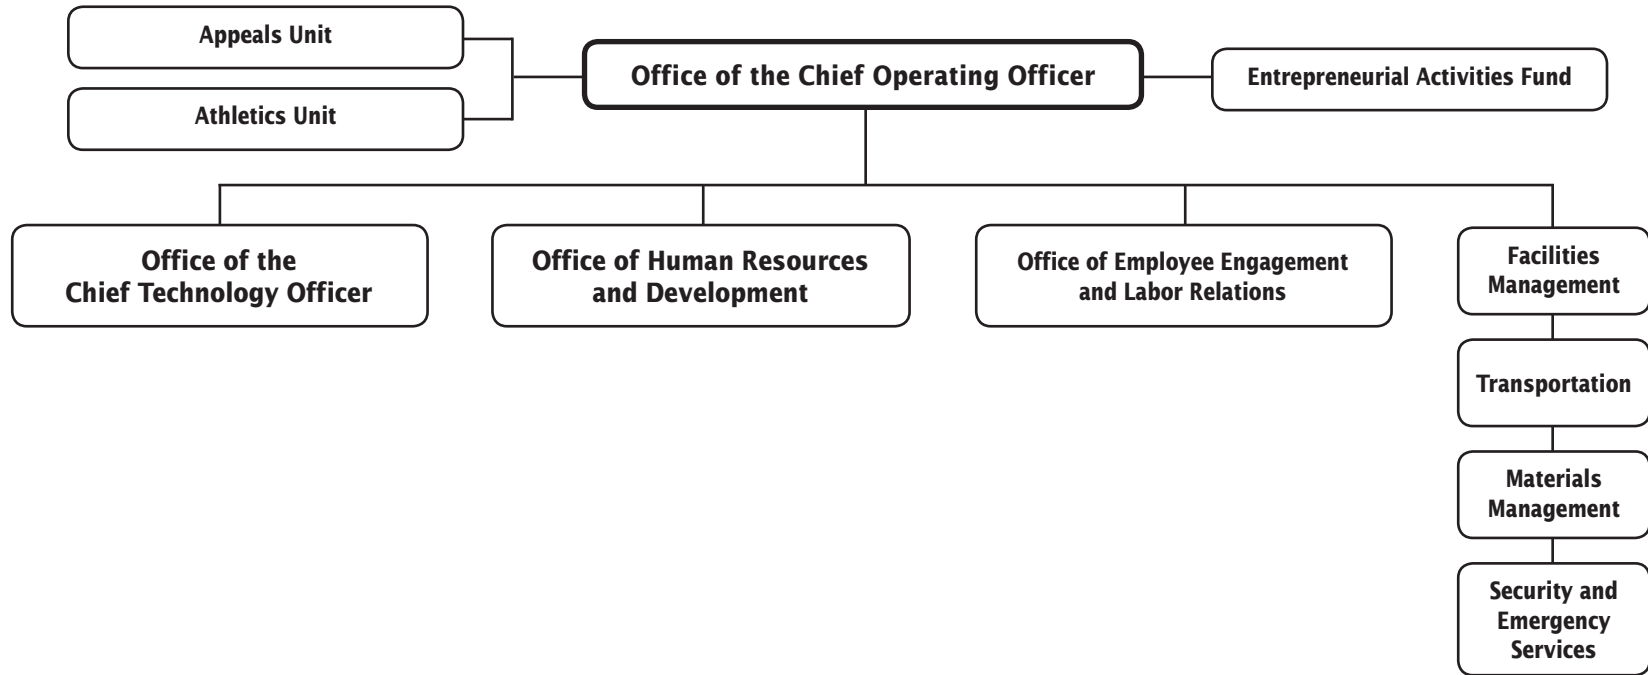 Appeals Unit
Athletics Unit
Office of the Chief Operating Officer
Entrepreneurial Activities Fund
Office of the
Chief Technology Officer
Office of Human Resources
and Development
Office of Employee Engagement
and Labor Relations
Facilities
Management
Transportation
Materials
Management
Security and
Emergency
Services